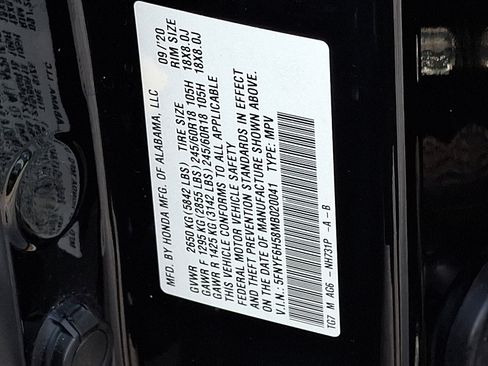 MFD. BY HONDA MFG. OF ALABAMA, LLC 09/'20
GVWR 2650 KG (5842 LBS) TIRE SIZE RIM SIZE
GAWR F 1295 KG (2855 LBS) 245/60R18 105H 18X8.0J
GAWR R 1425 KG (3142 LBS) 245/60R18 105H 18X8.0J
THIS VEHICLE CONFORMS TO ALL APPLICABLE
FEDERAL MOTOR VEHICLE SAFETY
AND THEFT PREVENTION STANDARDS IN EFFECT
ON THE DATE OF MANUFACTURE SHOWN ABOVE.
V.I.N.: 5FNYF6H58MB020041 TYPE: MPV
TG7 M AC6 - RH731P -A -B